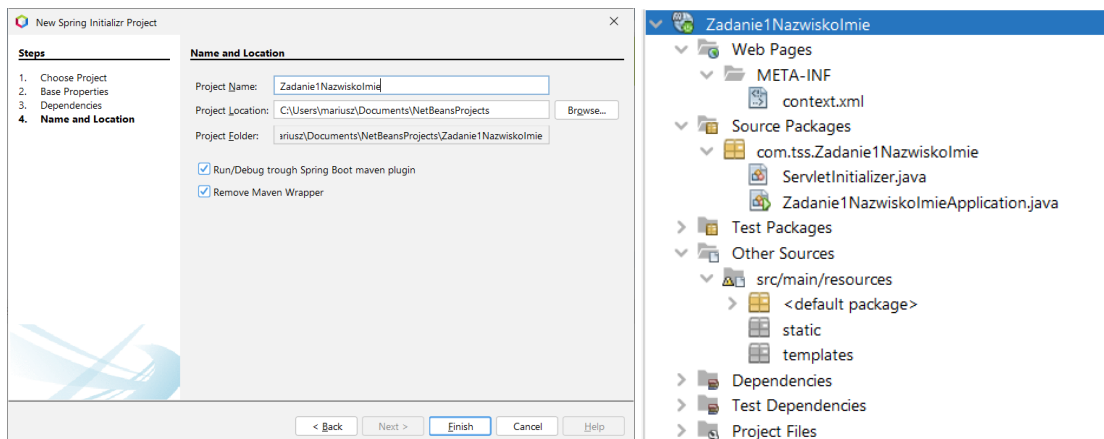 New Spring Initializr Project
Steps
1. Choose Project
2. Base Properties
3. Dependencies
4. Name and Location
Name and Location
Project Name: Zadanie1NazwiskoImie
Project Location: C:\Users\mariusz\Documents\NetBeansProjects Browse...
Project Folder: ariusz\Documents\NetBeansProjects\Zadanie1NazwiskoImie
Run/Debug trough Spring Boot maven plugin
Remove Maven Wrapper
< Back Next > Finish Cancel Help
Zadanie1NazwiskoImie
Web Pages
META-INF
context.xml
Source Packages
com.tss.Zadanie1NazwiskoImie
ServletInitializer.java
Zadanie1NazwiskoImieApplication.java
Test Packages
Other Sources
src/main/resources
<default package>
static
templates
Dependencies
Test Dependencies
Project Files